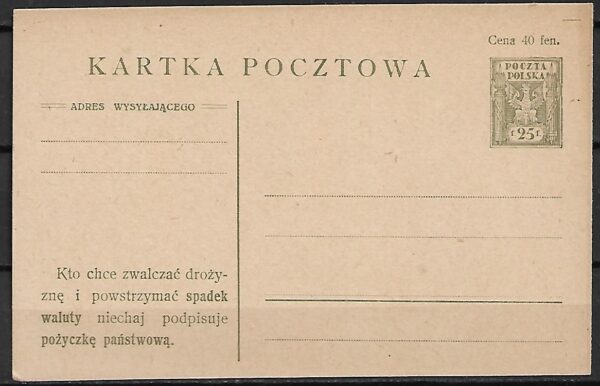 Cena 40 fen.
KARTKA POCZTOWA
POCZTA
POLSKA
f 25 f
ADRES WYSYŁAJĄCEGO
Kto chce zwalczać droży-
znę i powstrzymać spadek
waluty niechaj podpisuje
pożyczkę państwową.